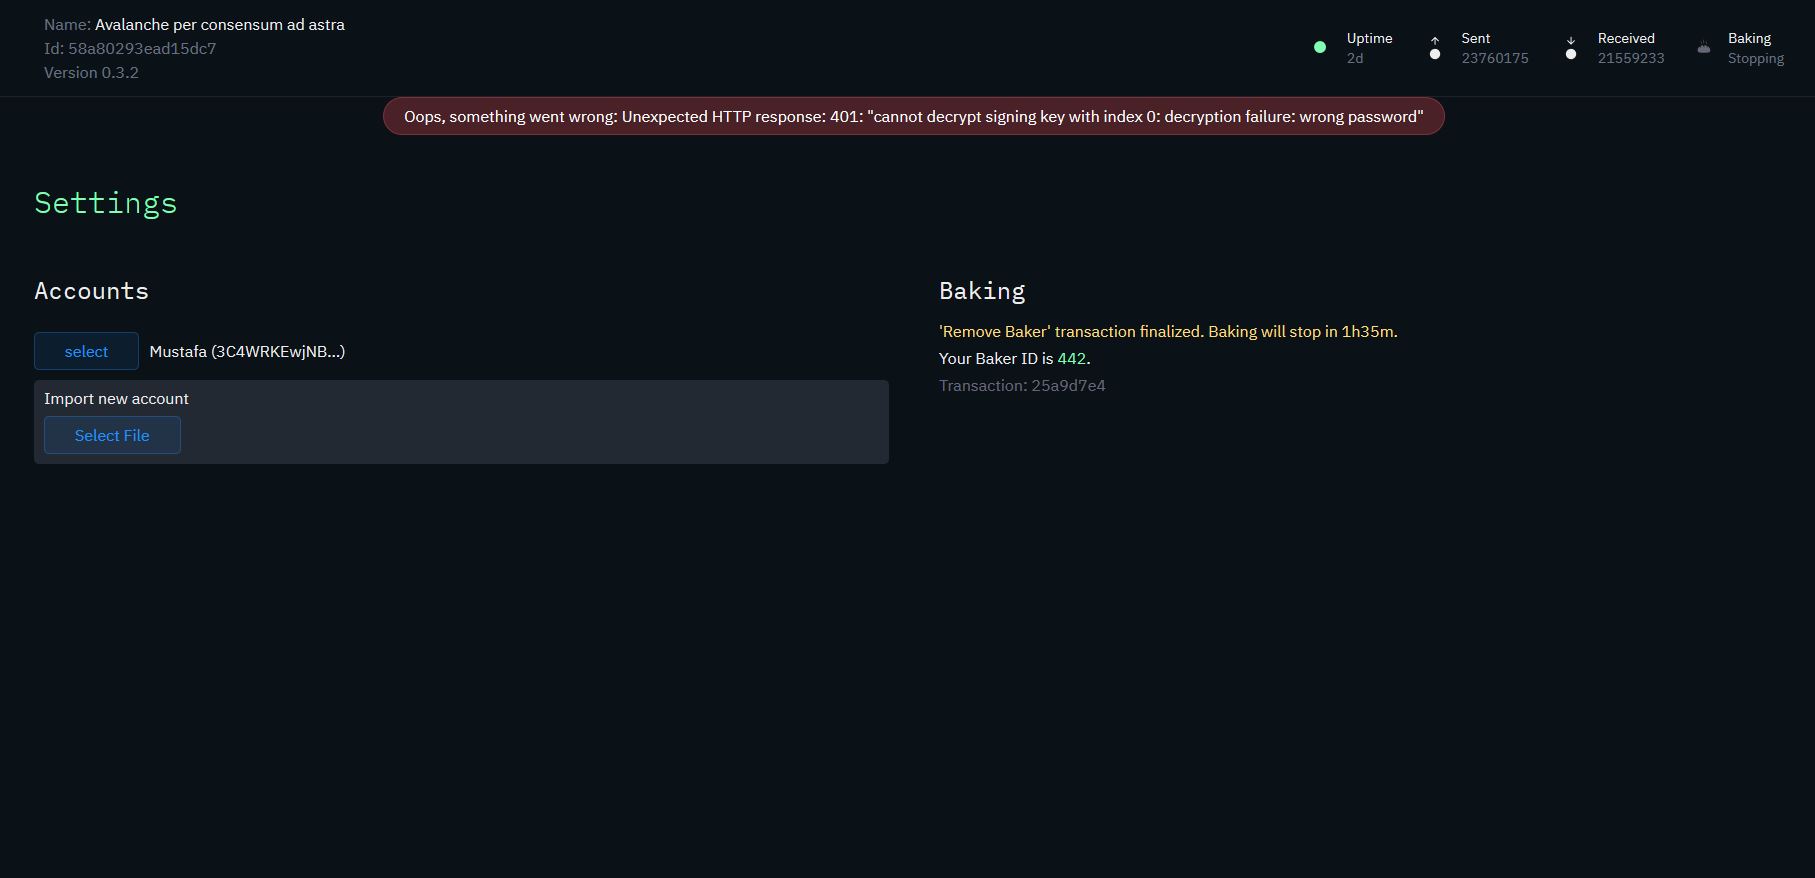 Name: Avalanche per consensum ad astra
Id: 58a80293ead15dc7
Version 0.3.2
Uptime
2d
Sent
23760175
Received
21559233
Baking
Stopping
Oops, something went wrong: Unexpected HTTP response: 401: "cannot decrypt signing key with index 0: decryption failure: wrong password"
Settings
Accounts
select Mustafa (3C4WRKEwjNB...)
Import new account
Select File
Baking
'Remove Baker' transaction finalized. Baking will stop in 1h35m.
Your Baker ID is 442.
Transaction: 25a9d7e4